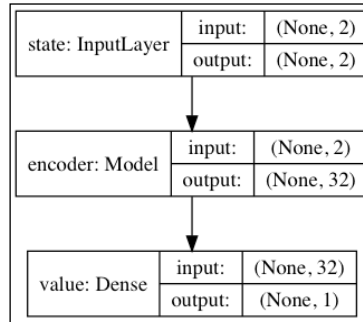 state: InputLayer
input: (None, 2)
output: (None, 2)
encoder: Model
input: (None, 2)
output: (None, 32)
value: Dense
input: (None, 32)
output: (None, 1)